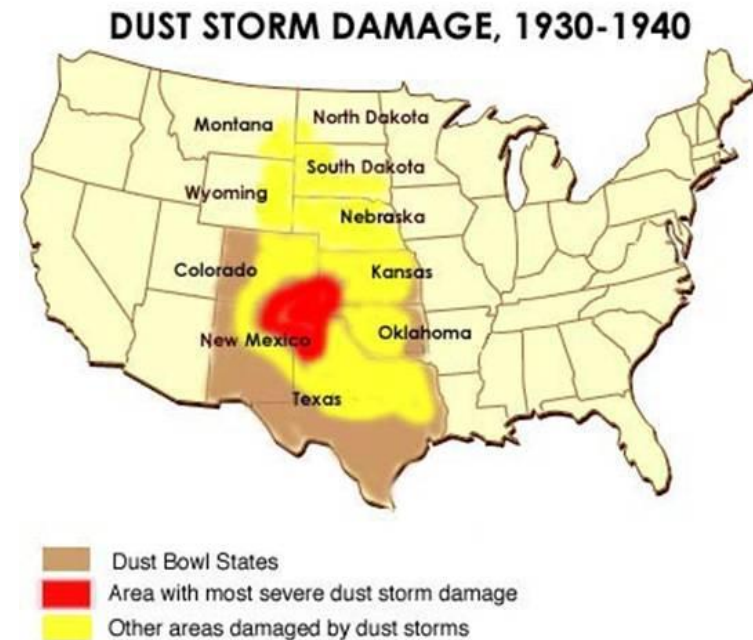 DUST STORM DAMAGE, 1930-1940
Montana
North Dakota
South Dakota
Wyoming
Nebraska
Colorado
Kansas
New Mexico
Oklahoma
Texas
Dust Bowl States
Area with most severe dust storm damage
Other areas damaged by dust storms